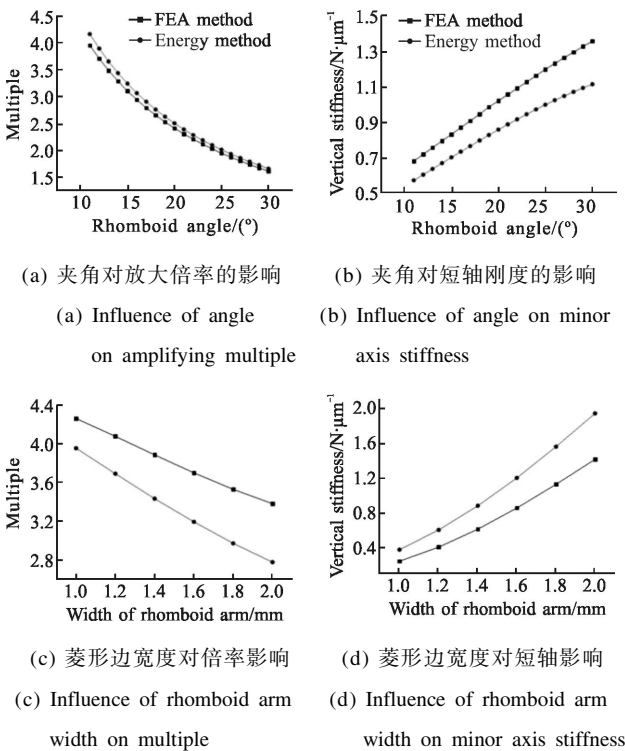 4.5
4.0
3.5
3.0
2.5
2.0
1.5
Multiple
FEA method
Energy method
10 15 20 25 30
Rhomboid angle/(°)
1.5
1.3
1.1
0.9
0.7
0.5
Vertical stiffness/N·μm⁻¹
FEA method
Energy method
10 15 20 25 30
Rhomboid angle/(°)
(a) 夹角对放大倍率的影响
(a) Influence of angle
on amplifying multiple
(b) 夹角对短轴刚度的影响
(b) Influence of angle on minor
axis stiffness
4.4
4.0
3.6
3.2
2.8
Multiple
1.0 1.2 1.4 1.6 1.8 2.0
Width of rhomboid arm/mm
2.0
1.6
1.2
0.8
0.4
Vertical stiffness/N·μm⁻¹
1.0 1.2 1.4 1.6 1.8 2.0
Width of rhomboid arm/mm
(c) 菱形边宽度对倍率影响
(c) Influence of rhomboid arm
width on multiple
(d) 菱形边宽度对短轴影响
(d) Influence of rhomboid arm
width on minor axis stiffness